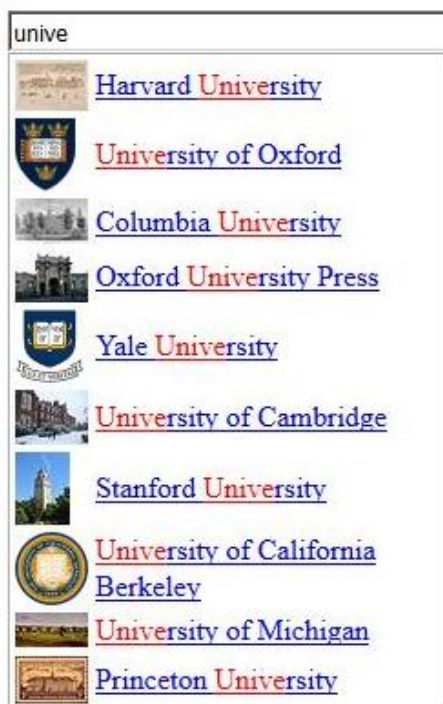 unive
Harvard University
University of Oxford
Columbia University
Oxford University Press
Yale University
University of Cambridge
Stanford University
University of California
Berkeley
University of Michigan
Princeton University